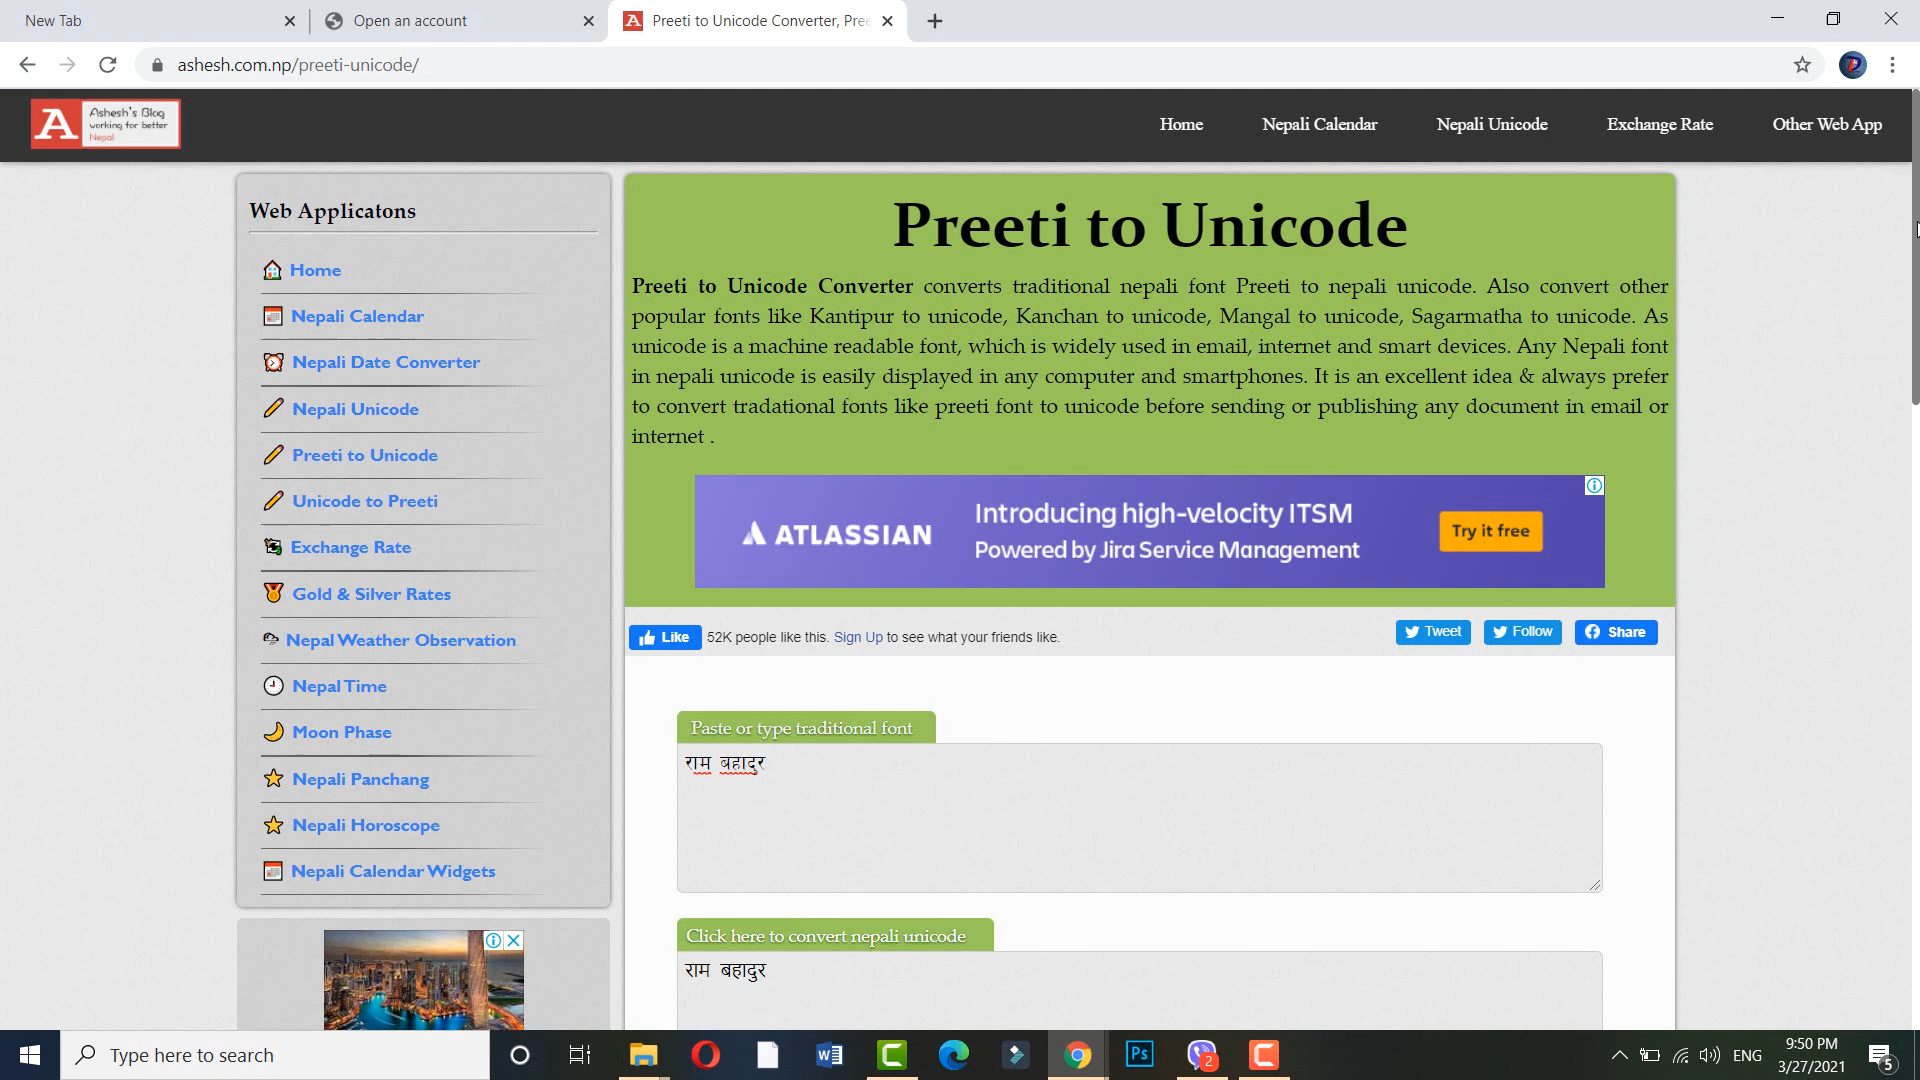 New Tab
Open an account
Preeti to Unicode Converter, Pree
ashesh.com.np/preeti-unicode/
A
Ashesh's Blog
working for better
Nepal
Home
Nepali Calendar
Nepali Unicode
Exchange Rate
Other Web App
Web Applicatons
Home
Nepali Calendar
Nepali Date Converter
Nepali Unicode
Preeti to Unicode
Unicode to Preeti
Exchange Rate
Gold & Silver Rates
Nepal Weather Observation
Nepal Time
Moon Phase
Nepali Panchang
Nepali Horoscope
Nepali Calendar Widgets
Preeti to Unicode
Preeti to Unicode Converter converts traditional nepali font Preeti to nepali unicode. Also convert other
popular fonts like Kantipur to unicode, Kanchan to unicode, Mangal to unicode, Sagarmatha to unicode. As
unicode is a machine readable font, which is widely used in email, internet and smart devices. Any Nepali font
in nepali unicode is easily displayed in any computer and smartphones. It is an excellent idea & always prefer
to convert tradational fonts like preeti font to unicode before sending or publishing any document in email or
internet .
ATLASSIAN
Introducing high-velocity ITSM
Powered by Jira Service Management
Try it free
Like
52K people like this. Sign Up to see what your friends like.
Tweet
Follow
Share
Paste or type traditional font
राम बहादुर
Click here to convert nepali unicode
राम बहादुर
Type here to search
Ps
2
ENG
9:50 PM
3/27/2021
5